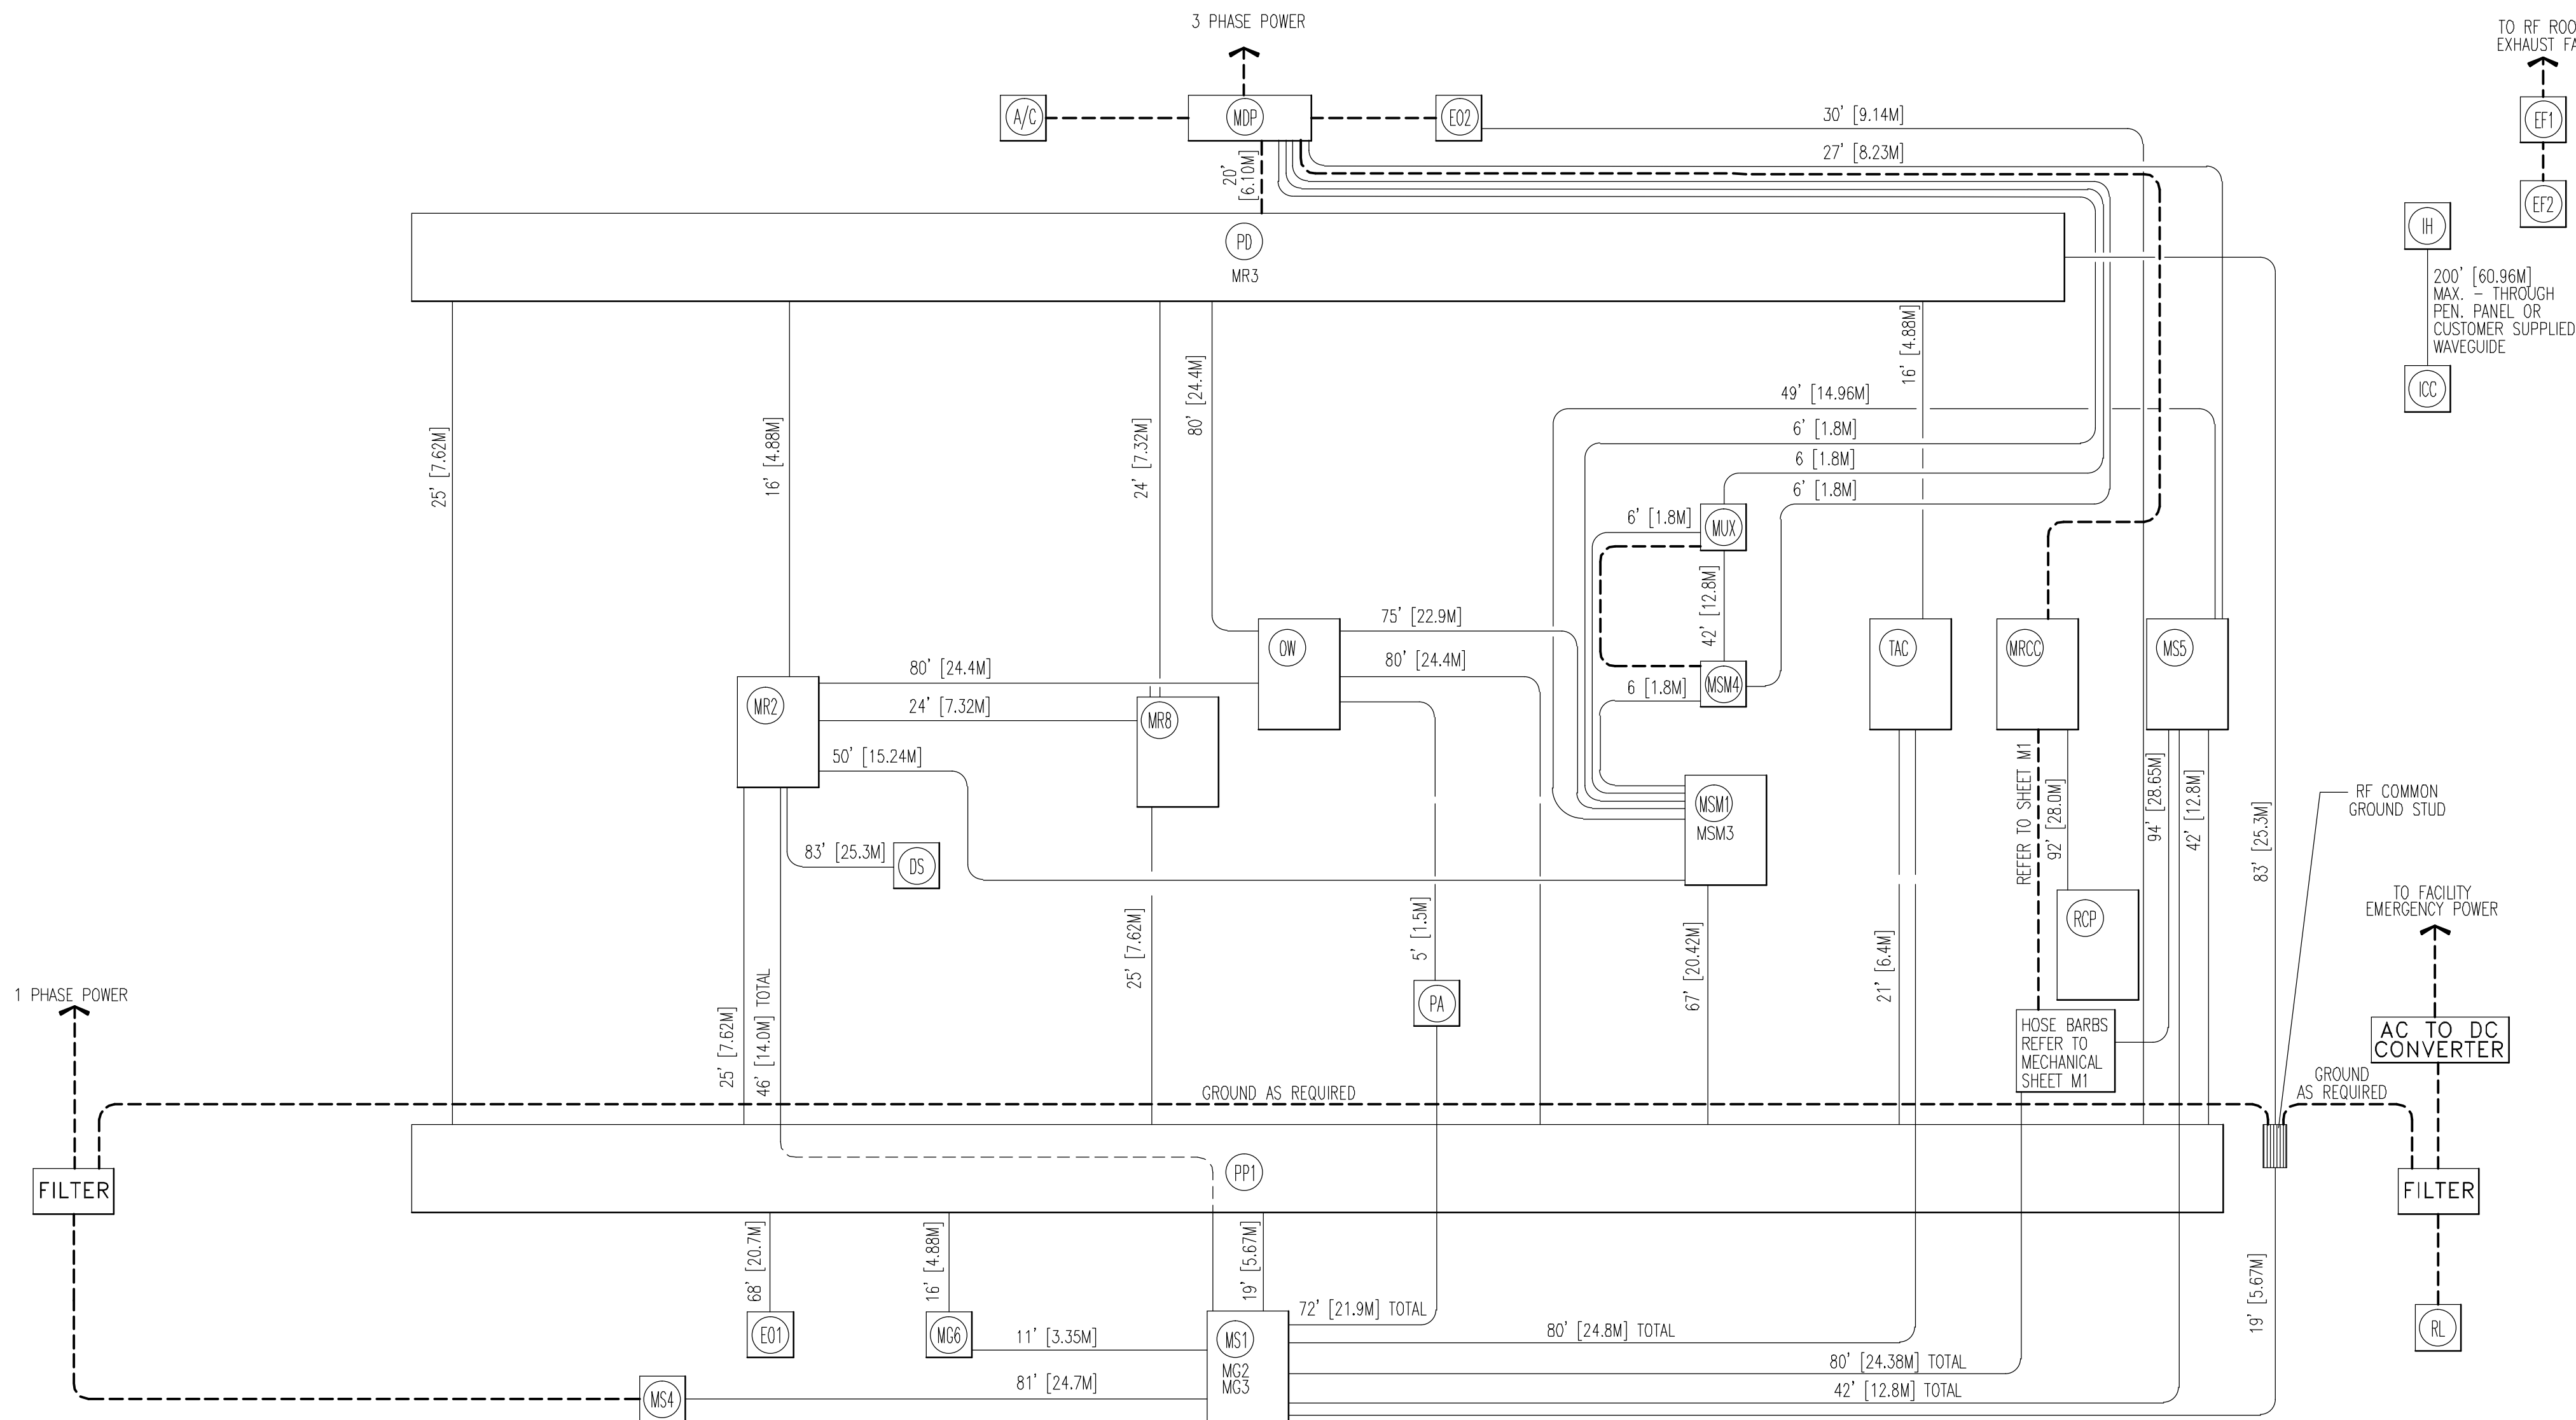 3 PHASE POWER
TO RF ROO
EXHAUST FA
A/C
MDP
EO2
30' [9.14M]
27' [8.23M]
EF1
EF2
20'
[6.10M]
PD
MR3
IH
200' [60.96M]
MAX. - THROUGH
PEN. PANEL OR
CUSTOMER SUPPLIED
WAVEGUIDE
ICC
25' [7.62M]
16' [4.88M]
24' [7.32M]
80' [24.4M]
16' [4.88M]
49' [14.96M]
6' [1.8M]
6 [1.8M]
6' [1.8M]
6' [1.8M]
MUX
42' [12.8M]
75' [22.9M]
OW
80' [24.4M]
80' [24.4M]
6 [1.8M]
MSM4
TAC
MRCC
MS5
MR2
24' [7.32M]
MR8
50' [15.24M]
MSM1
MSM3
REFER TO SHEET M1
92' [28.0M]
94' [28.65M]
42' [12.8M]
83' [25.3M]
RF COMMON
GROUND STUD
83' [25.3M]
DS
TO FACILITY
EMERGENCY POWER
RCP
25' [7.62M]
5' [1.5M]
67' [20.42M]
21' [6.4M]
PA
1 PHASE POWER
25' [7.62M]
46' [14.0M] TOTAL
HOSE BARBS
REFER TO
MECHANICAL
SHEET M1
AC TO DC
CONVERTER
GROUND AS REQUIRED
GROUND
AS REQUIRED
FILTER
PP1
FILTER
68' [20.7M]
16' [4.88M]
19' [5.67M]
19' [5.67M]
72' [21.9M] TOTAL
EO1
MG6
11' [3.35M]
MS1
MG2
MG3
80' [24.8M] TOTAL
RL
80' [24.38M] TOTAL
81' [24.7M]
42' [12.8M] TOTAL
MS4